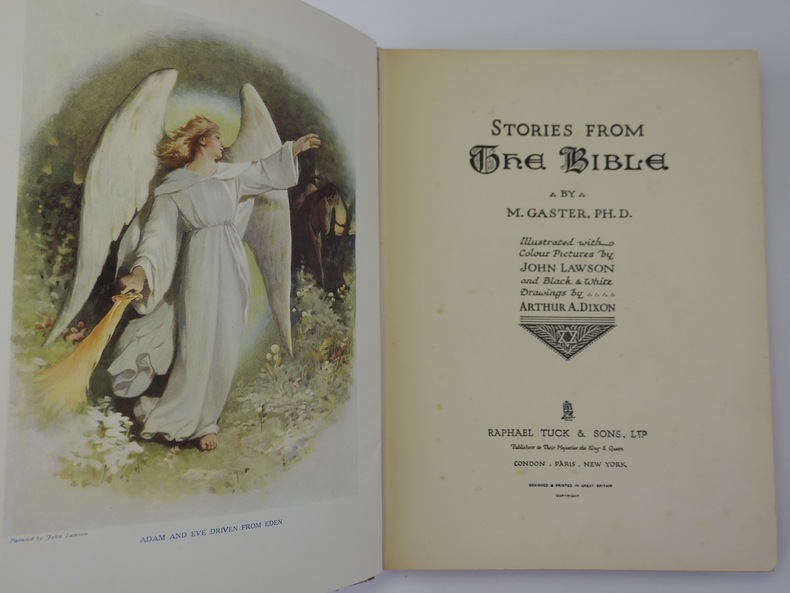 Painted by John Lawson
ADAM AND EVE DRIVEN FROM EDEN
STORIES FROM
THE BIBLE
BY
M. GASTER, PH.D.
Illustrated with
Colour Pictures by
JOHN LAWSON
and Black & White
Drawings by
ARTHUR A. DIXON
RAPHAEL TUCK & SONS, LTD
Publishers to Their Majesties the King & Queen
LONDON . PARIS . NEW YORK
DESIGNED & PRINTED IN GREAT BRITAIN
COPYRIGHT